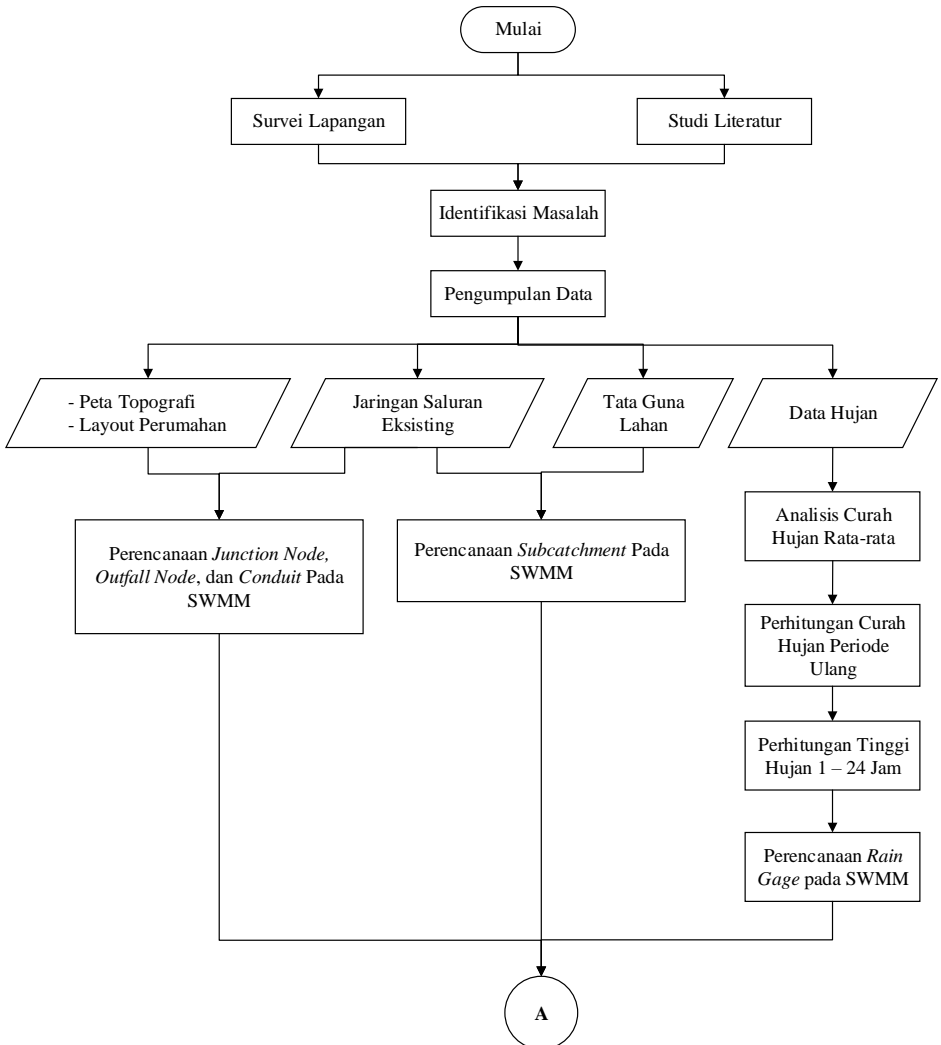 Mulai
Survei Lapangan
Studi Literatur
Identifikasi Masalah
Pengumpulan Data
- Peta Topografi
- Layout Perumahan
Jaringan Saluran
Eksisting
Tata Guna
Lahan
Data Hujan
Perencanaan Junction Node,
Outfall Node, dan Conduit Pada
SWMM
Perencanaan Subcatchment Pada
SWMM
Analisis Curah
Hujan Rata-rata
Perhitungan Curah
Hujan Periode
Ulang
Perhitungan Tinggi
Hujan 1 – 24 Jam
Perencanaan Rain
Gage pada SWMM
A